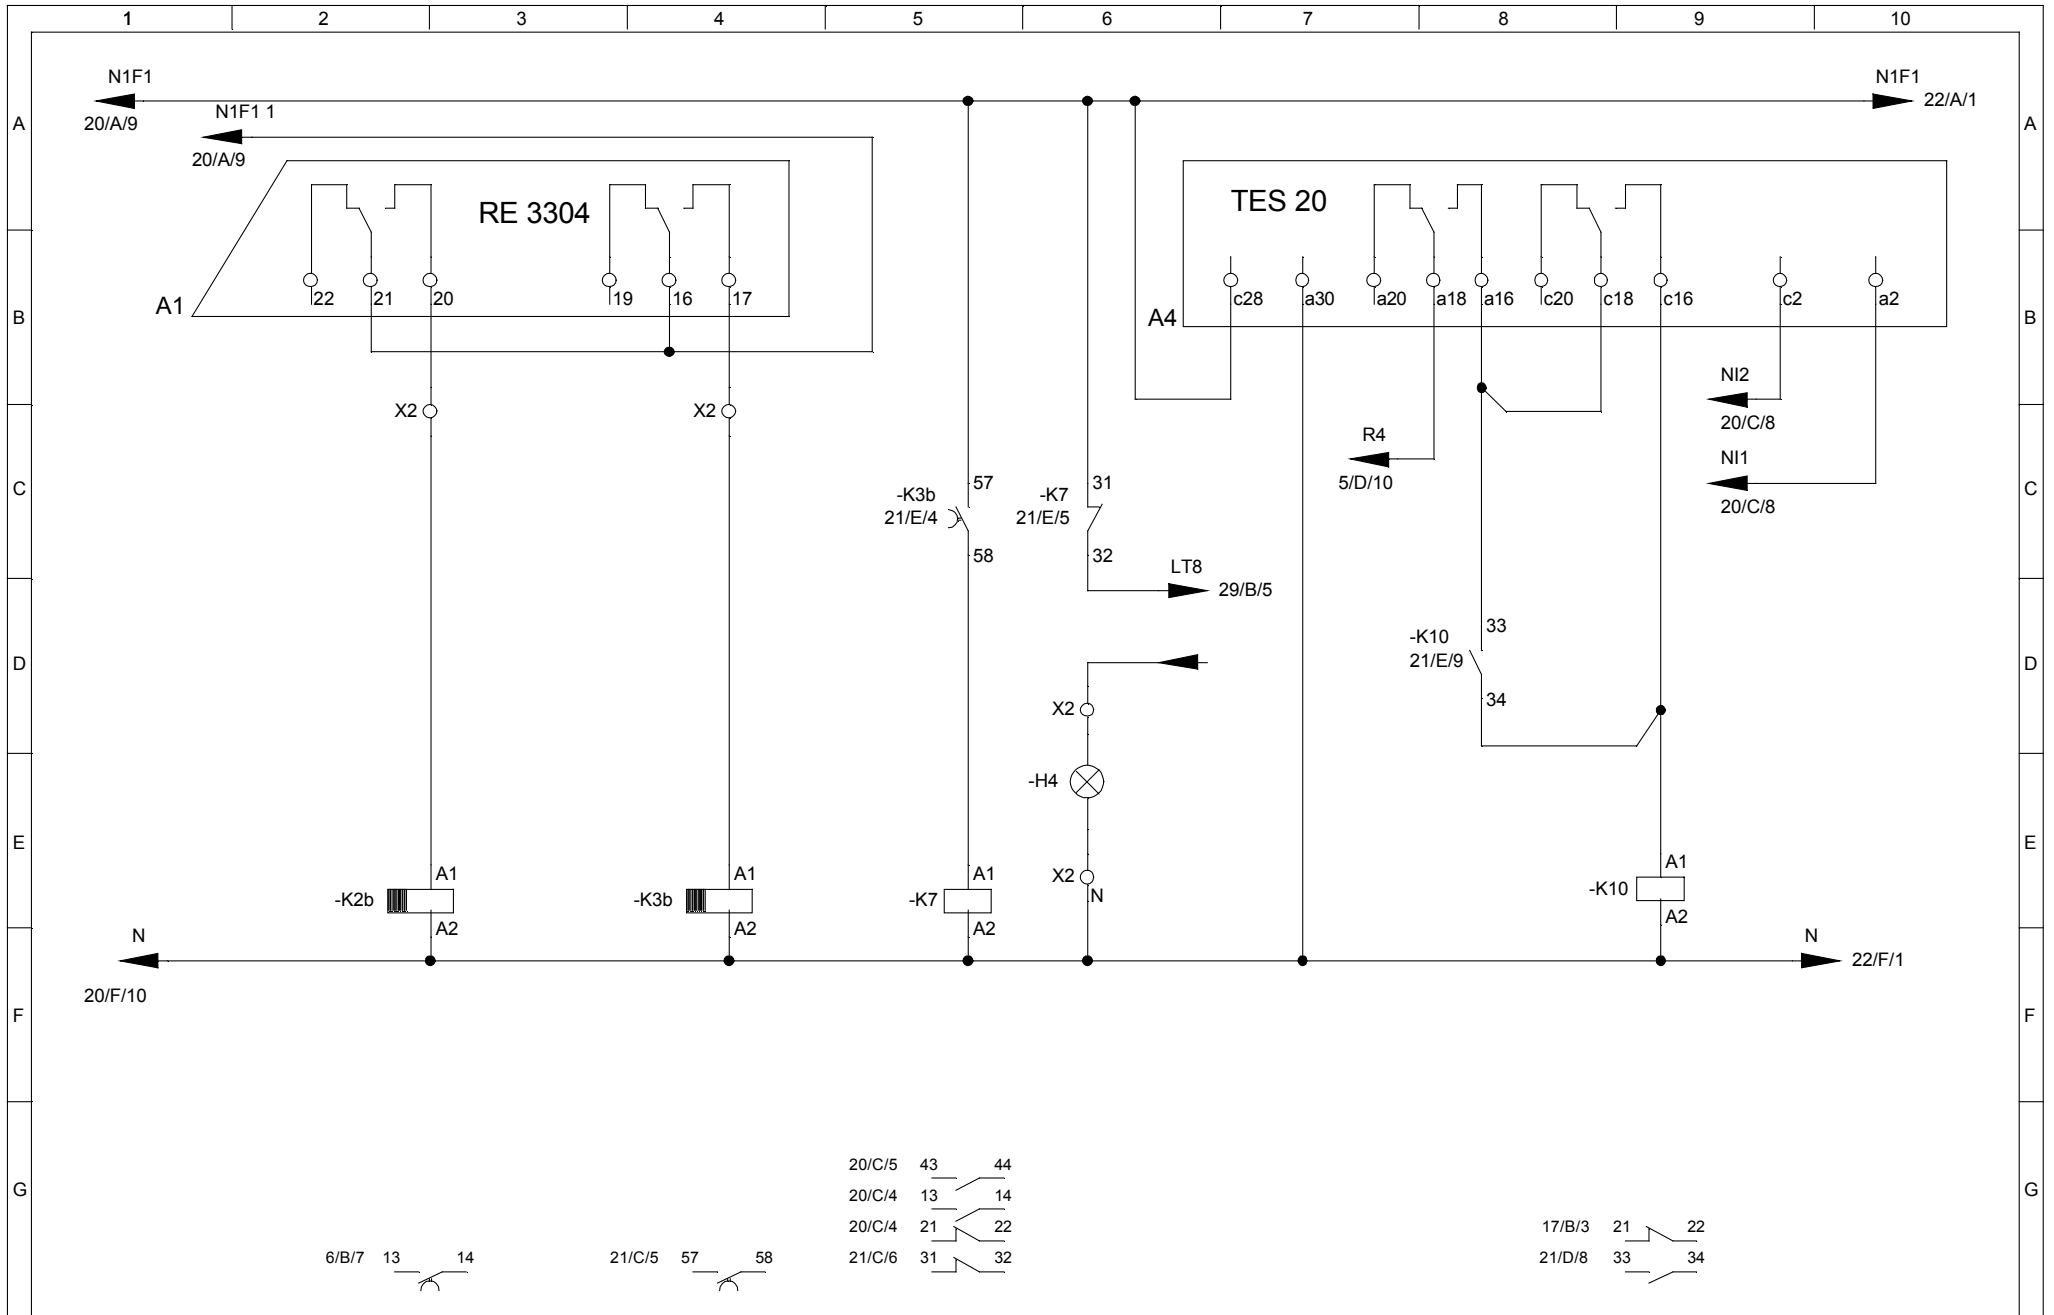 1 2 3 4 5 6 7 8 9 10
N1F1 N1F1
20/A/9 22/A/1
N1F1 1
A A
20/A/9
RE 3304 TES 20
22 21 20 19 16 17 c28 a30 a20 a18 a16 c20 c18 c16 c2 a2
A1 A4
B B
NI2
X2 X2
20/C/8
R4
NI1
5/D/10
20/C/8
C C
57 31
-K3b -K7
21/E/4 21/E/5
58 32
LT8
29/B/5
33
-K10
21/E/9
34
D D
X2
-H4
E E
A1 A1 A1 A1
-K2b -K3b -K7 X2 -K10
N
A2 A2 A2 A2
N N
22/F/1
20/F/10
F F
20/C/5 43 44
G G
20/C/4 13 14
20/C/4 21 22 17/B/3 21 22
6/B/7 13 14 21/C/5 57 58 21/C/6 31 32 21/D/8 33 34